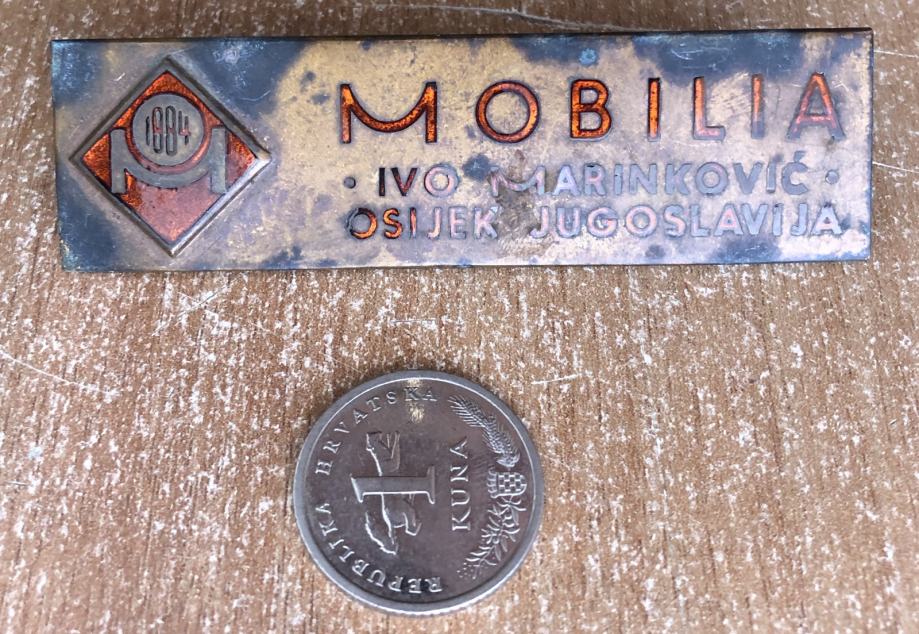 1884
M
MOBILIA
· IVO MARINKOVIĆ ·
OSIJEK JUGOSLAVIJA
REPUBLIKA HRVATSKA
1
KUNA